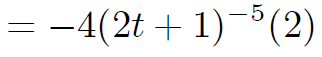 = −4(2t + 1)⁻⁵(2)